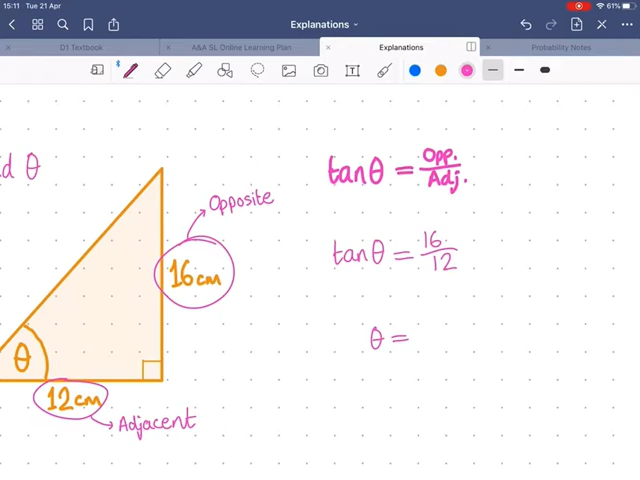 15:11 Tue 21 Apr
61%
Explanations
D1 Textbook
A&A SL Online Learning Plan
Explanations
Probability Notes
d θ
Opposite
16cm
θ
12cm
Adjacent
tanθ = Opp./Adj.
tanθ = 16/12
θ =